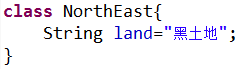 class NorthEast{
    String land="黑土地";
}